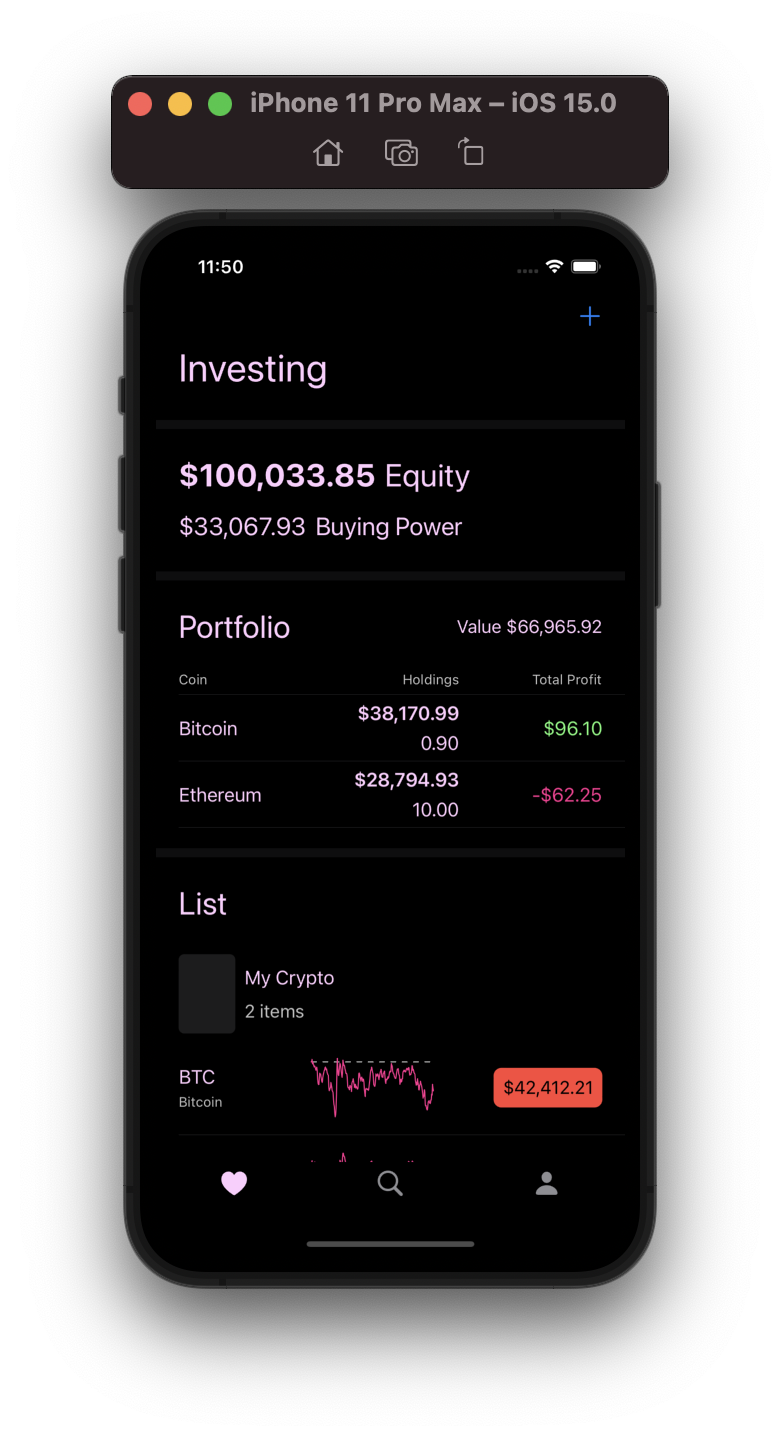 iPhone 11 Pro Max – iOS 15.0
11:50
Investing
$100,033.85 Equity
$33,067.93 Buying Power
Portfolio Value $66,965.92
Coin Holdings Total Profit
Bitcoin $38,170.99 $96.10
0.90
Ethereum $28,794.93 -$62.25
10.00
List
My Crypto
2 items
BTC $42,412.21
Bitcoin